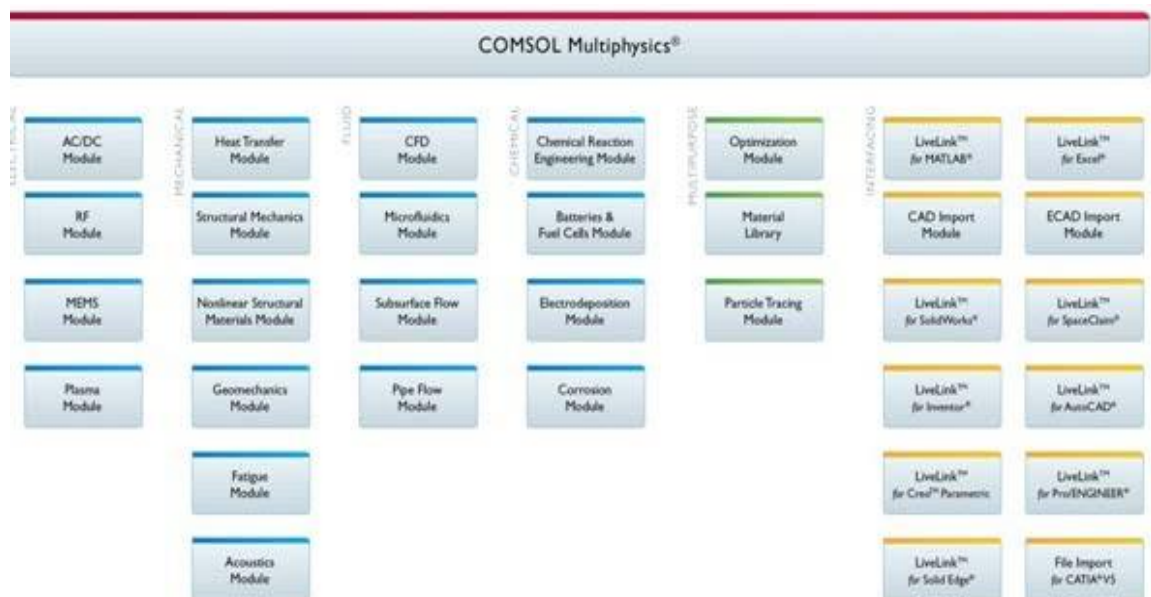 COMSOL Multiphysics®
ELECTRICAL
AC/DC
Module
RF
Module
MEMS
Module
Plasma
Module
MECHANICAL
Heat Transfer
Module
Structural Mechanics
Module
Nonlinear Structural
Materials Module
Geomechanics
Module
Fatigue
Module
Acoustics
Module
FLUID
CFD
Module
Microfluidics
Module
Subsurface Flow
Module
Pipe Flow
Module
CHEMICAL
Chemical Reaction
Engineering Module
Batteries &
Fuel Cells Module
Electrodeposition
Module
Corrosion
Module
MULTIPURPOSE
Optimization
Module
Material
Library
Particle Tracing
Module
INTERFACING
LiveLink™
for MATLAB®
LiveLink™
for Excel®
CAD Import
Module
ECAD Import
Module
LiveLink™
for SolidWorks®
LiveLink™
for SpaceClaim®
LiveLink™
for Inventor®
LiveLink™
for AutoCAD®
LiveLink™
for Creo™ Parametric
LiveLink™
for Pro/ENGINEER®
LiveLink™
for Solid Edge®
File Import
for CATIA® V5